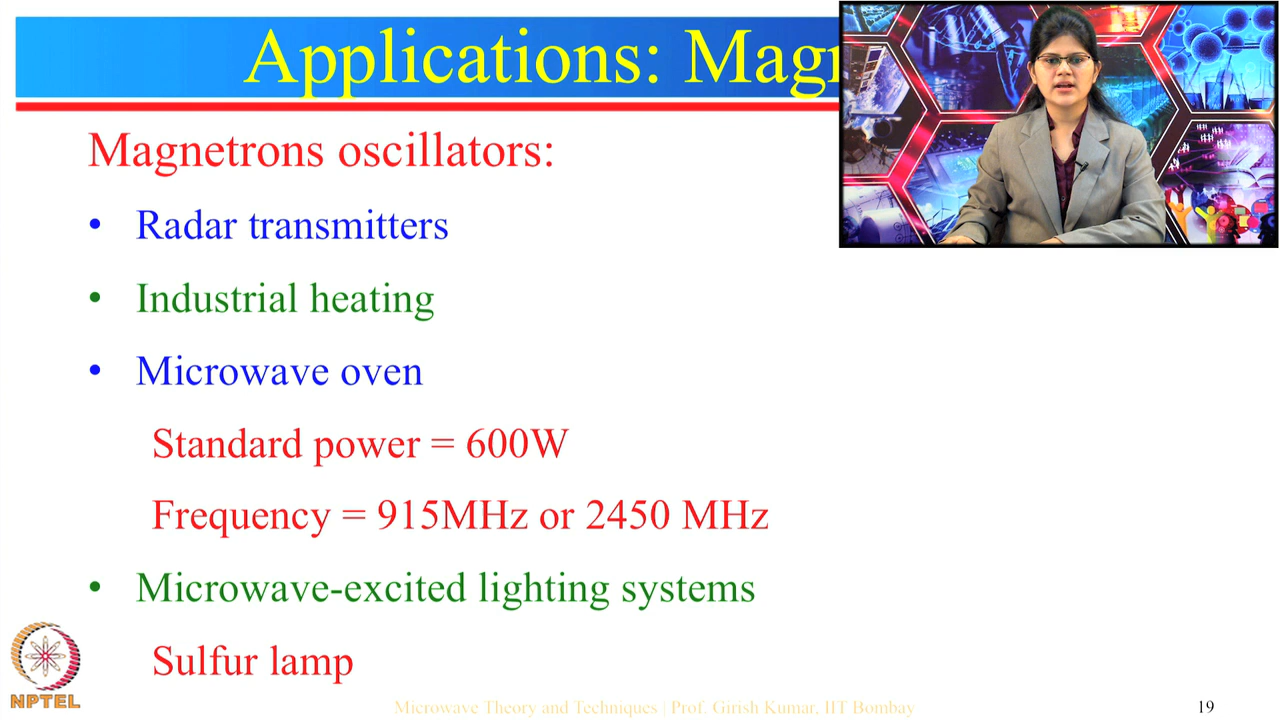 Applications: Mag
Magnetrons oscillators:
• Radar transmitters
• Industrial heating
• Microwave oven
Standard power = 600W
Frequency = 915MHz or 2450 MHz
• Microwave-excited lighting systems
Sulfur lamp
NPTEL
Microwave Theory and Techniques | Prof. Girish Kumar, IIT Bombay
19